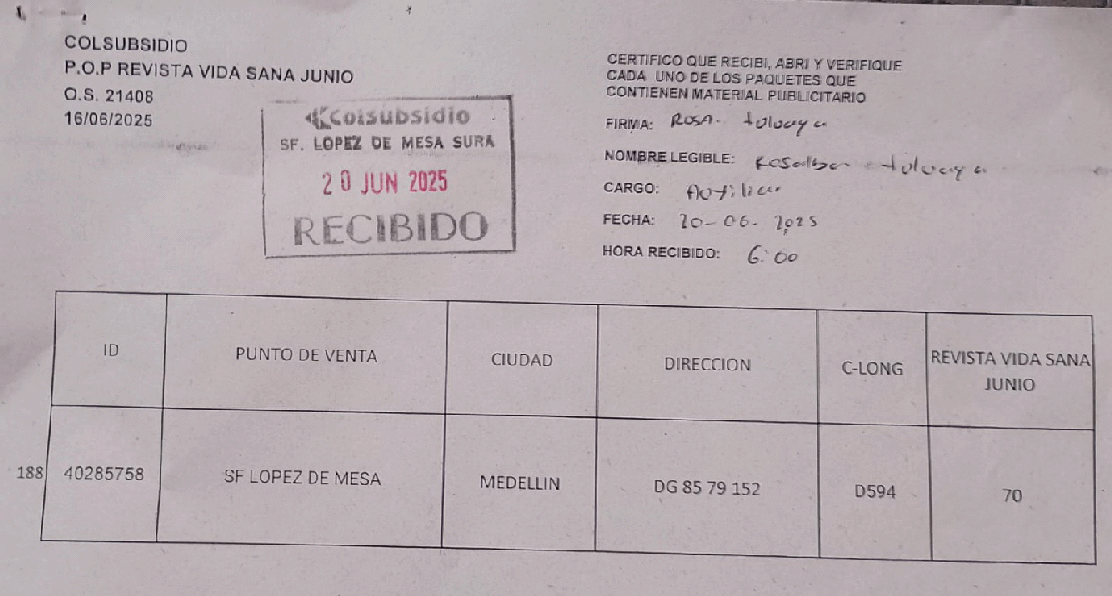 COLSUBSIDIO
P.O.P REVISTA VIDA SANA JUNIO
O.S. 21408
16/06/2025
Colsubsidio
SF. LOPEZ DE MESA SURA
20 JUN 2025
RECIBIDO
CERTIFICO QUE RECIBI, ABRI Y VERIFIQUE
CADA UNO DE LOS PAQUETES QUE
CONTIENEN MATERIAL PUBLICITARIO
FIRMA: Rosa
NOMBRE LEGIBLE:
CARGO:
FECHA: 20-06-2025
HORA RECIBIDO: 6:00
ID PUNTO DE VENTA CIUDAD DIRECCION C-LONG REVISTA VIDA SANA JUNIO
188 40285758 SF LOPEZ DE MESA MEDELLIN DG 85 79 152 D594 70